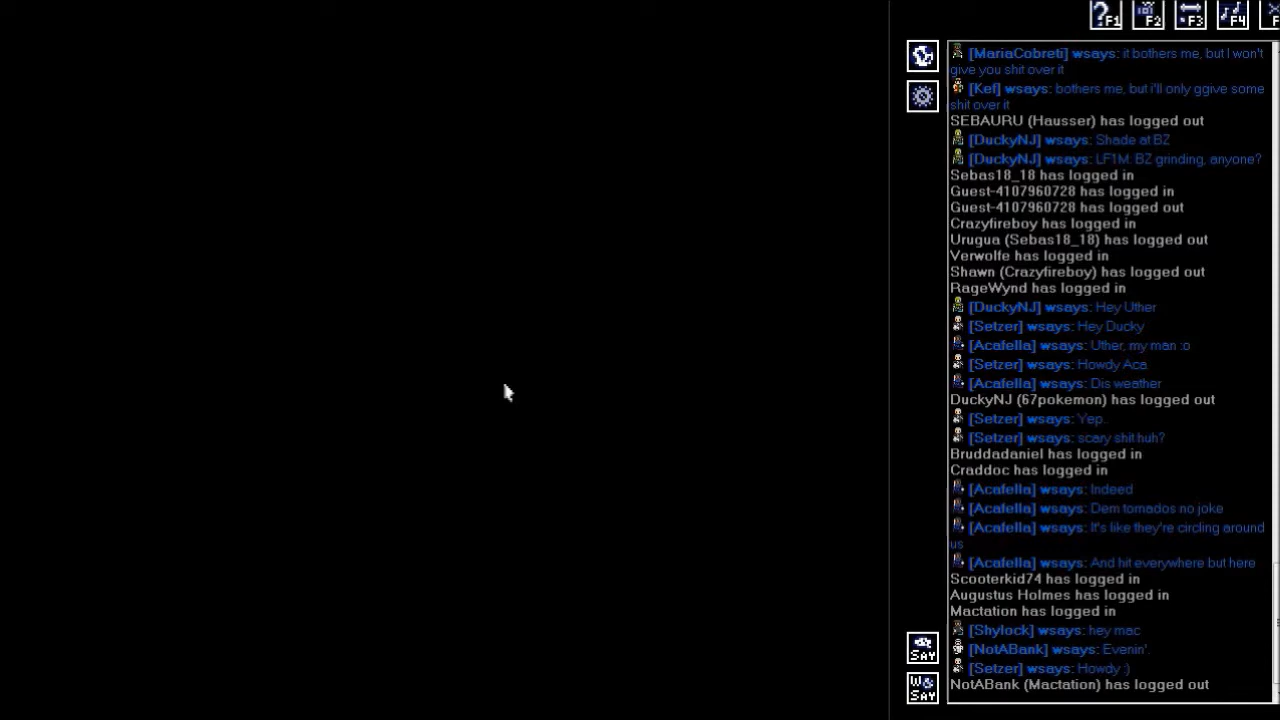 ?F1
F2
F3
F4
F
[MariaCobreti] wsays: it bothers me, but I won't
give you shit over it
[Kef] wsays: bothers me, but i'll only ggive some
shit over it
SEBAURU (Hausser) has logged out
[DuckyNJ] wsays: Shade at BZ
[DuckyNJ] wsays: LF1M: BZ grinding, anyone?
Sebas18_18 has logged in
Guest-4107960728 has logged in
Guest-4107960728 has logged out
Crazyfireboy has logged in
Urugua (Sebas18_18) has logged out
Verwolfe has logged in
Shawn (Crazyfireboy) has logged out
RageWynd has logged in
[DuckyNJ] wsays: Hey Uther
[Setzer] wsays: Hey Ducky
[Acafella] wsays: Uther, my man :o
[Setzer] wsays: Howdy Aca
[Acafella] wsays: Dis weather
DuckyNJ (67pokemon) has logged out
[Setzer] wsays: Yep..
[Setzer] wsays: scary shit huh?
Bruddadaniel has logged in
Craddoc has logged in
[Acafella] wsays: Indeed
[Acafella] wsays: Dem tornados no joke
[Acafella] wsays: It's like they're circling around
us
[Acafella] wsays: And hit everywhere but here
Scooterkid74 has logged in
Augustus Holmes has logged in
Mactation has logged in
[Shylock] wsays: hey mac
[NotABank] wsays: Evenin'.
[Setzer] wsays: Howdy :)
NotABank (Mactation) has logged out
SAY
W SAY